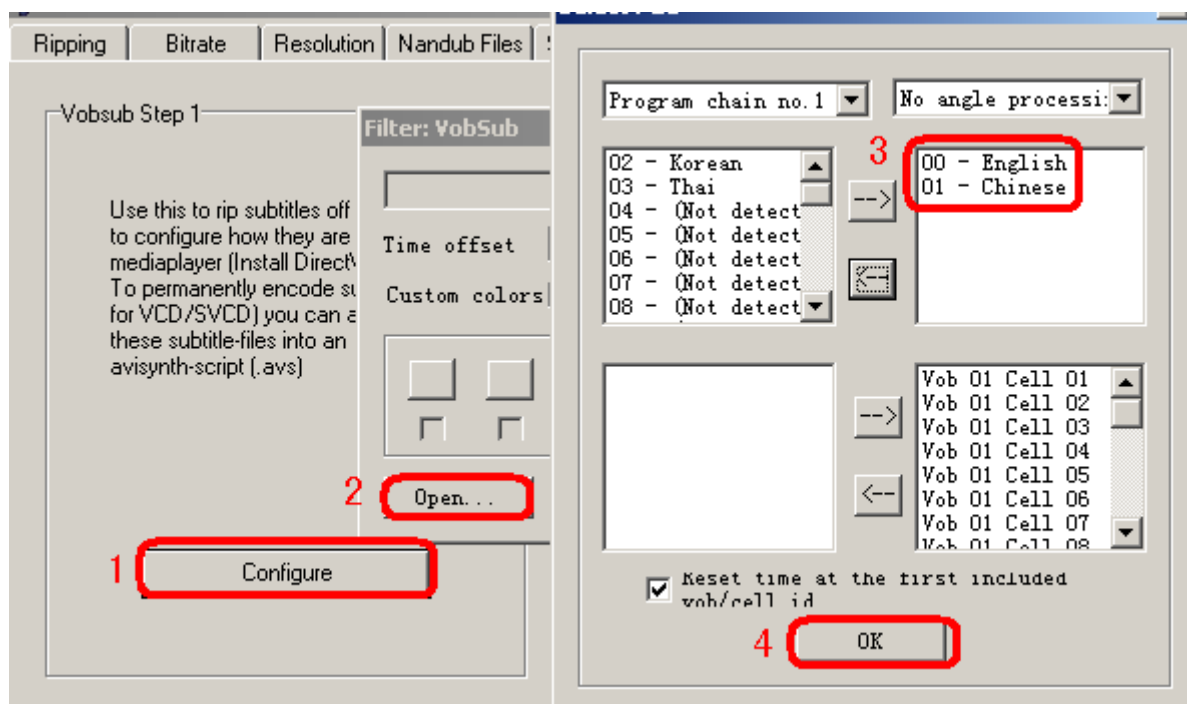 Ripping
Bitrate
Resolution
Nandub Files
Vobsub Step 1
Use this to rip subtitles off
to configure how they are
mediaplayer (Install Direct
To permanently encode
for VCD/SVCD) you can
these subtitle-files into an
avisynth-script (.avs)
1
Configure
Filter: VobSub
Time offset
Custom colors
2
Open...
Program chain no.1
No angle processi
02 - Korean
03 - Thai
04 - (Not detect
05 - (Not detect
06 - (Not detect
07 - (Not detect
08 - (Not detect
-->
<--
3
00 - English
01 - Chinese
-->
<--
Vob 01 Cell 01
Vob 01 Cell 02
Vob 01 Cell 03
Vob 01 Cell 04
Vob 01 Cell 05
Vob 01 Cell 06
Vob 01 Cell 07
Vob 01 Cell 08
Reset time at the first included
vob/cell id
4
OK